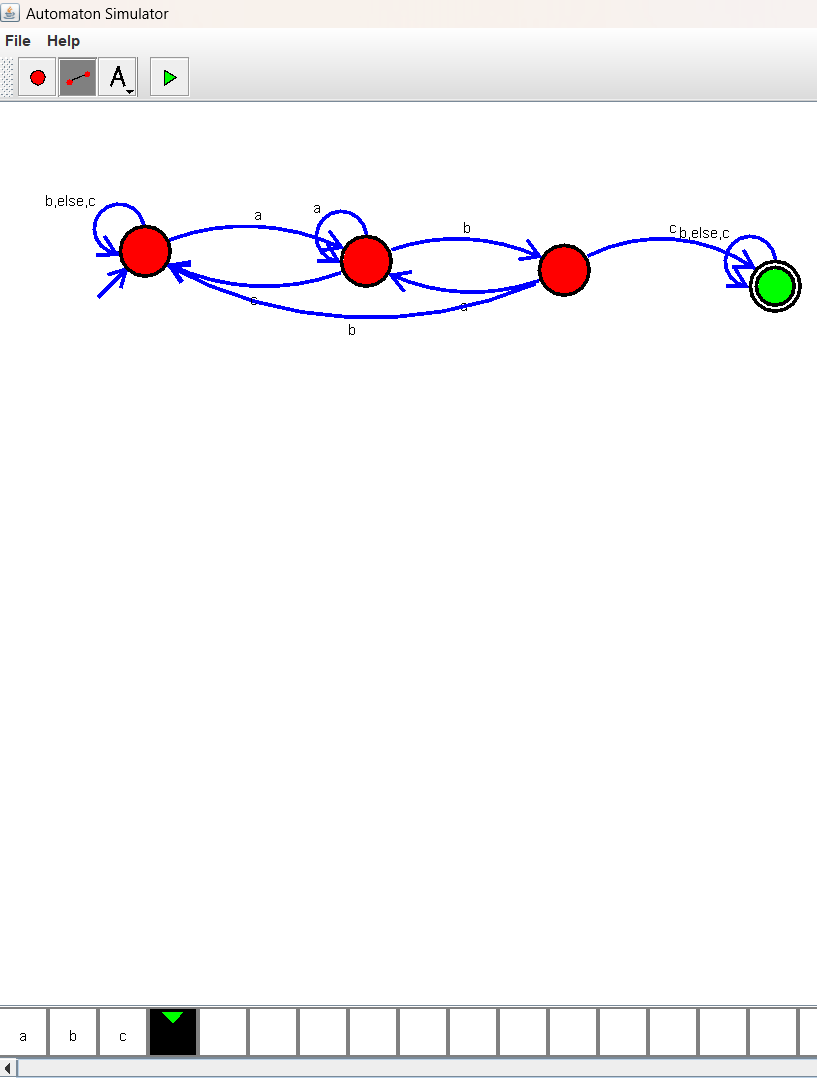 Automaton Simulator
File Help
A
b,else,c
a
a
b
c
b,else,c
c
a
b
a b c